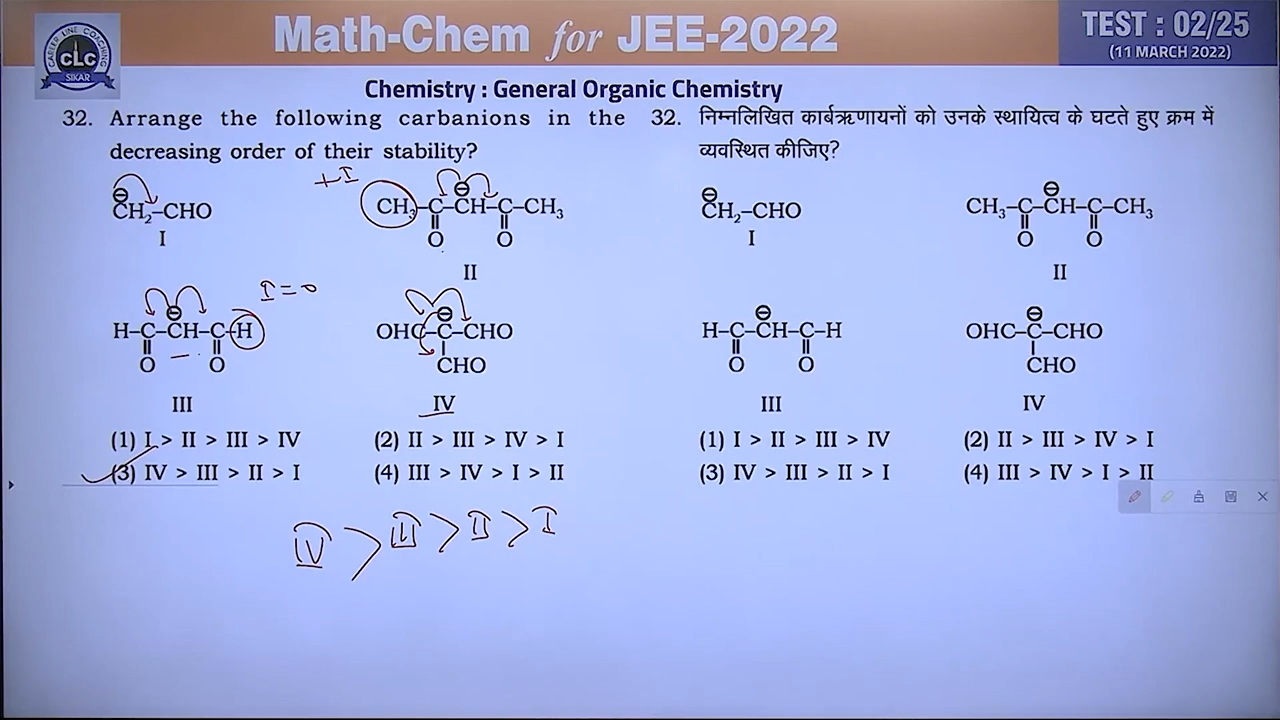 CAREER LINE COACHING
CLC
SIKAR
Math-Chem for JEE-2022
TEST : 02/25
(11 MARCH 2022)
Chemistry : General Organic Chemistry
32. Arrange the following carbanions in the
decreasing order of their stability?
+I
⊖
CH₂–CHO
I
⊖
CH₃–C–CH–C–CH₃
O O
II
I=0
⊖
H–C–CH–C–H
O O
III
⊖
OHC–C–CHO
CHO
IV
(1) I > II > III > IV (2) II > III > IV > I
(3) IV > III > II > I (4) III > IV > I > II
IV > III > II > I
32. निम्नलिखित कार्बऋणायनों को उनके स्थायित्व के घटते हुए क्रम में
व्यवस्थित कीजिए?
⊖
CH₂–CHO
I
⊖
CH₃–C–CH–C–CH₃
O O
II
⊖
H–C–CH–C–H
O O
III
⊖
OHC–C–CHO
CHO
IV
(1) I > II > III > IV (2) II > III > IV > I
(3) IV > III > II > I (4) III > IV > I > II